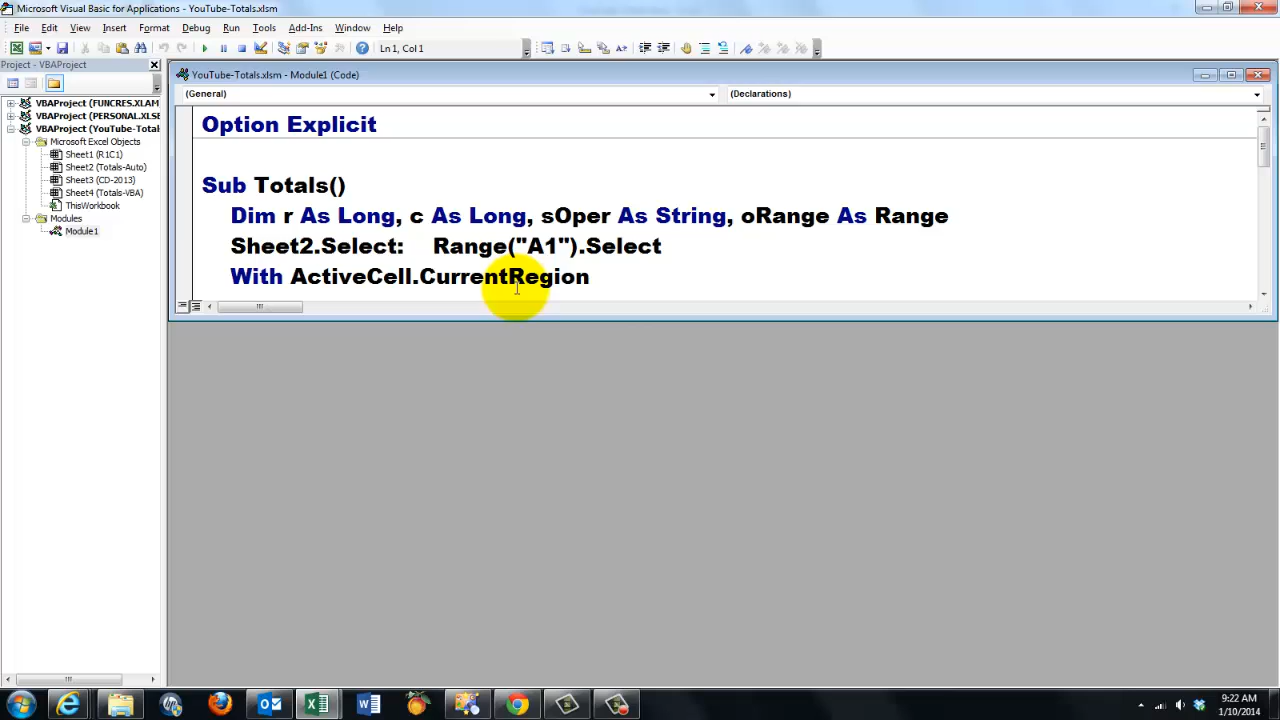 Microsoft Visual Basic for Applications - YouTube-Totals.xlsm
File Edit View Insert Format Debug Run Tools Add-Ins Window Help
Ln 1, Col 1
Project - VBAProject
YouTube-Totals.xlsm - Module1 (Code)
(General) (Declarations)
VBAProject (FUNCRES.XLAM
VBAProject (PERSONAL.XLSB
VBAProject (YouTube-Total
Microsoft Excel Objects
Sheet1 (R1C1)
Sheet2 (Totals-Auto)
Sheet3 (CD-2013)
Sheet4 (Totals-VBA)
ThisWorkbook
Modules
Module1
Option Explicit
Sub Totals()
Dim r As Long, c As Long, sOper As String, oRange As Range
Sheet2.Select: Range("A1").Select
With ActiveCell.CurrentRegion
9:22 AM
1/10/2014